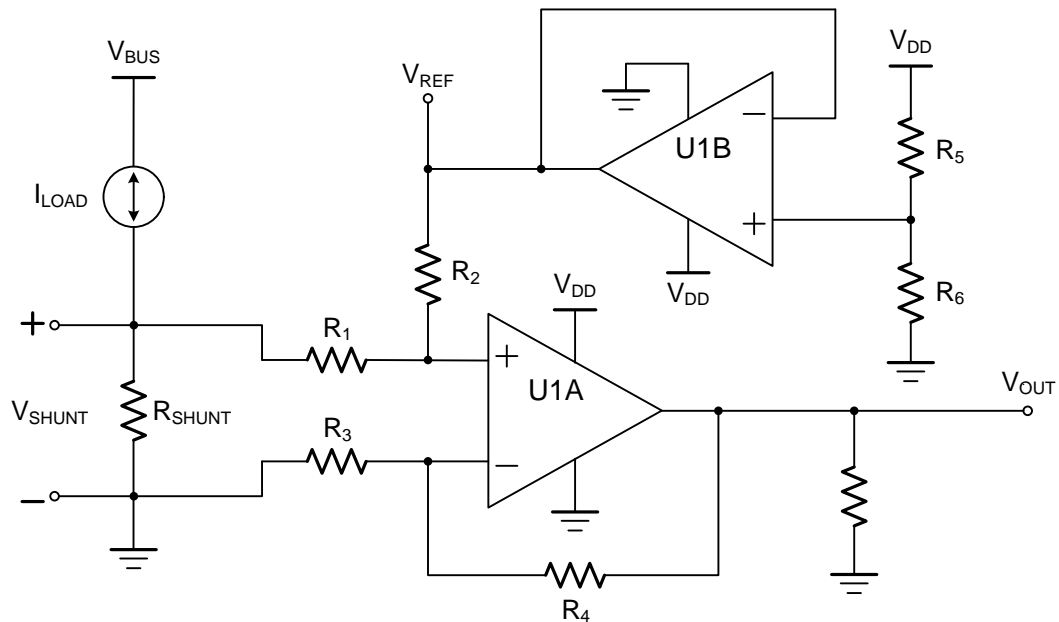 V_BUS
V_REF
V_DD
−
U1B
+
R_5
I_LOAD
R_2
V_DD
V_DD
R_6
+
R_1
+
U1A
V_OUT
V_SHUNT
R_SHUNT
R_3
−
−
R_4